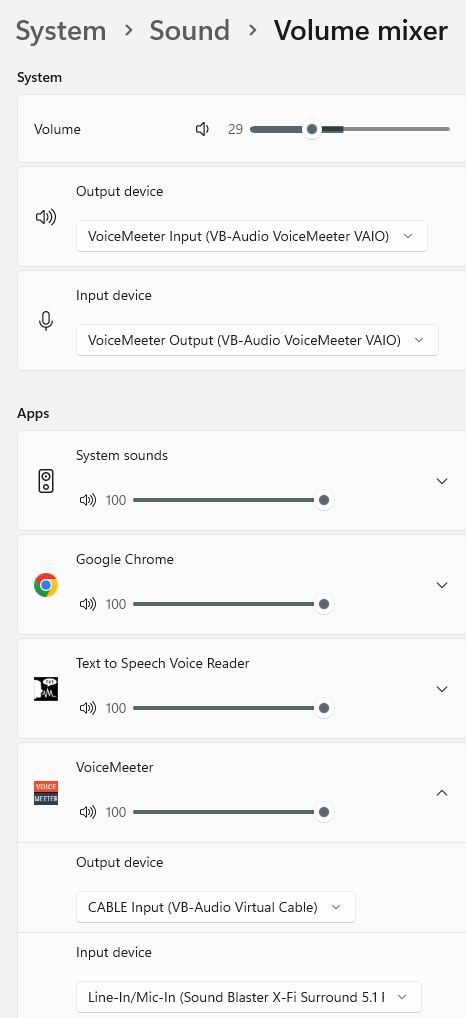 System > Sound > Volume mixer
System
Volume 29
Output device
VoiceMeeter Input (VB-Audio VoiceMeeter VAIO)
Input device
VoiceMeeter Output (VB-Audio VoiceMeeter VAIO)
Apps
System sounds
100
Google Chrome
100
Text to Speech Voice Reader
100
VoiceMeeter
VOICE
MEETER
100
Output device
CABLE Input (VB-Audio Virtual Cable)
Input device
Line-In/Mic-In (Sound Blaster X-Fi Surround 5.1